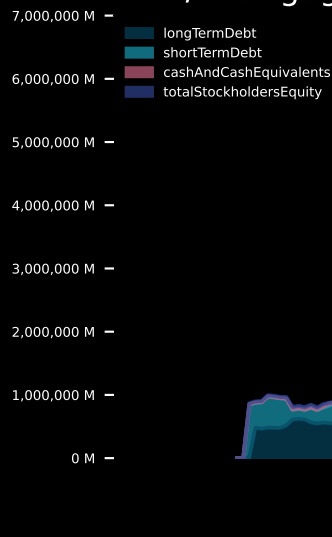 7,000,000 M
longTermDebt
shortTermDebt
cashAndCashEquivalents
totalStockholdersEquity
6,000,000 M
5,000,000 M
4,000,000 M
3,000,000 M
2,000,000 M
1,000,000 M
0 M